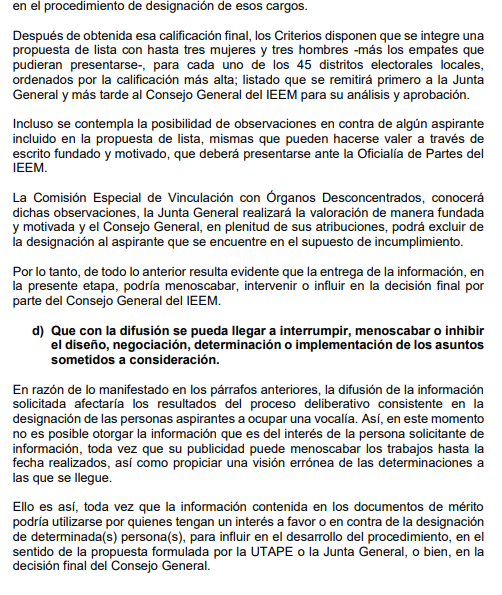 en el procedimiento de designación de esos cargos.
Después de obtenida esa calificación final, los Criterios disponen que se integre una
propuesta de lista con hasta tres mujeres y tres hombres -más los empates que
pudieran presentarse-, para cada uno de los 45 distritos electorales locales,
ordenados por la calificación más alta; listado que se remitirá primero a la Junta
General y más tarde al Consejo General del IEEM para su análisis y aprobación.
Incluso se contempla la posibilidad de observaciones en contra de algún aspirante
incluido en la propuesta de lista, mismas que pueden hacerse valer a través de
escrito fundado y motivado, que deberá presentarse ante la Oficialía de Partes del
IEEM.
La Comisión Especial de Vinculación con Órganos Desconcentrados, conocerá
dichas observaciones, la Junta General realizará la valoración de manera fundada
y motivada y el Consejo General, en plenitud de sus atribuciones, podrá excluir de
la designación al aspirante que se encuentre en el supuesto de incumplimiento.
Por lo tanto, de todo lo anterior resulta evidente que la entrega de la información, en
la presente etapa, podría menoscabar, intervenir o influir en la decisión final por
parte del Consejo General del IEEM.
d) Que con la difusión se pueda llegar a interrumpir, menoscabar o inhibir
el diseño, negociación, determinación o implementación de los asuntos
sometidos a consideración.
En razón de lo manifestado en los párrafos anteriores, la difusión de la información
solicitada afectaría los resultados del proceso deliberativo consistente en la
designación de las personas aspirantes a ocupar una vocalía. Así, en este momento
no es posible otorgar la información que es del interés de la persona solicitante de
información, toda vez que su publicidad puede menoscabar los trabajos hasta la
fecha realizados, así como propiciar una visión errónea de las determinaciones a
las que se llegue.
Ello es así, toda vez que la información contenida en los documentos de mérito
podría utilizarse por quienes tengan un interés a favor o en contra de la designación
de determinada(s) persona(s), para influir en el desarrollo del procedimiento, en el
sentido de la propuesta formulada por la UTAPE o la Junta General, o bien, en la
decisión final del Consejo General.